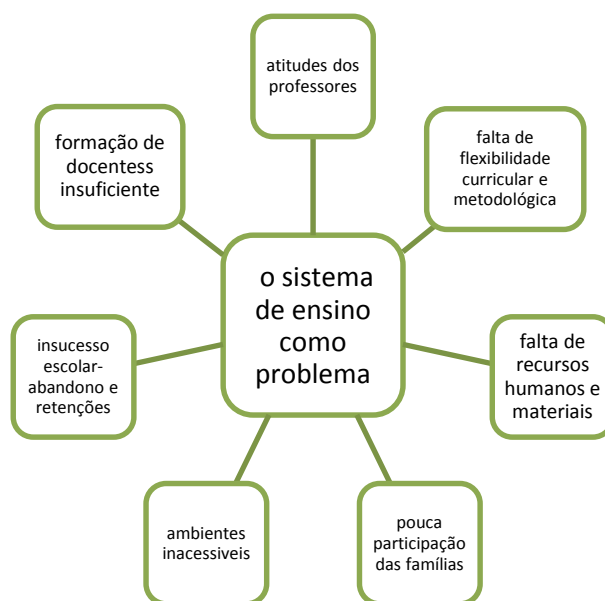 atitudes dos
professores
formação de
docentess
insuficiente
falta de
flexibilidade
curricular e
metodológica
o sistema
de ensino
como
problema
insucesso
escolar-
abandono e
retenções
falta de
recursos
humanos e
materiais
ambientes
inacessiveis
pouca
participação
das famílias